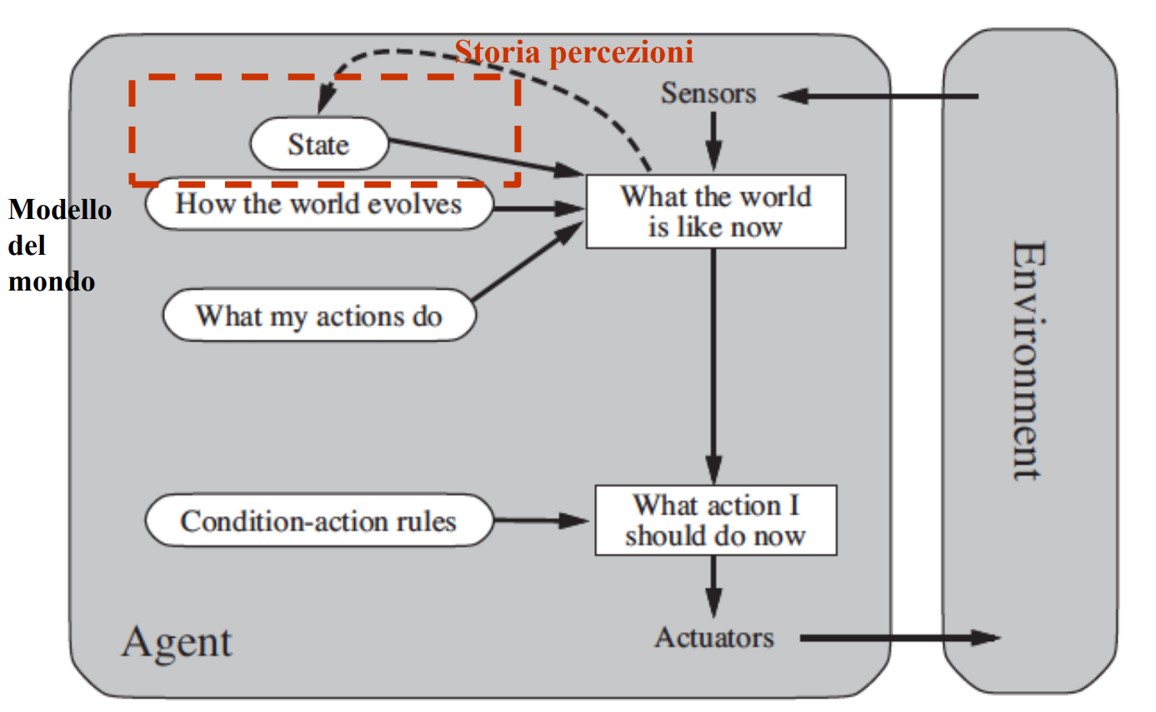 Storia percezioni
Sensors
State
How the world evolves
What the world
is like now
Modello
del
mondo
What my actions do
Environment
Condition-action rules
What action I
should do now
Agent
Actuators